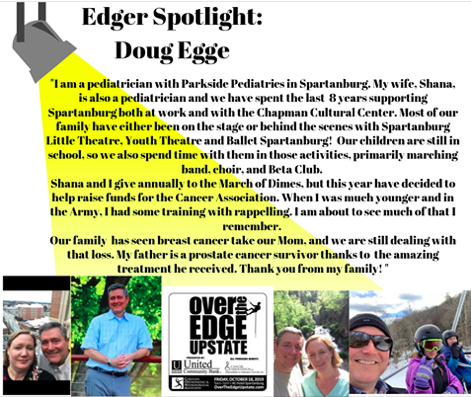 Edger Spotlight:
Doug Egge
"I am a pediatrician with Parkside Pediatrics in Spartanburg. My wife, Shana,
is also a pediatrician and we have spent the last 8 years supporting
Spartanburg both at work and with the Chapman Cultural Center. Most of our
family have either been on the stage or behind the scenes with Spartanburg
Little Theatre, Youth Theatre and Ballet Spartanburg! Our children are still in
school, so we also spend time with them in those activities, primarily marching
band, choir, and Beta Club.
Shana and I give annually to the March of Dimes, but this year have decided to
help raise funds for the Cancer Association. When I was much younger and in
the Army, I had some training with rappelling. I am about to see much of that I
remember.
Our family has seen breast cancer take our Mom, and we are still dealing with
that loss. My father is a prostate cancer survivor thanks to the amazing
treatment he received. Thank you from my family! "
OVER
the
EDGE
UPSTATE
United
Community Bank
FRIDAY, OCTOBER 18, 2019
OverTheEdgeUpstate.com